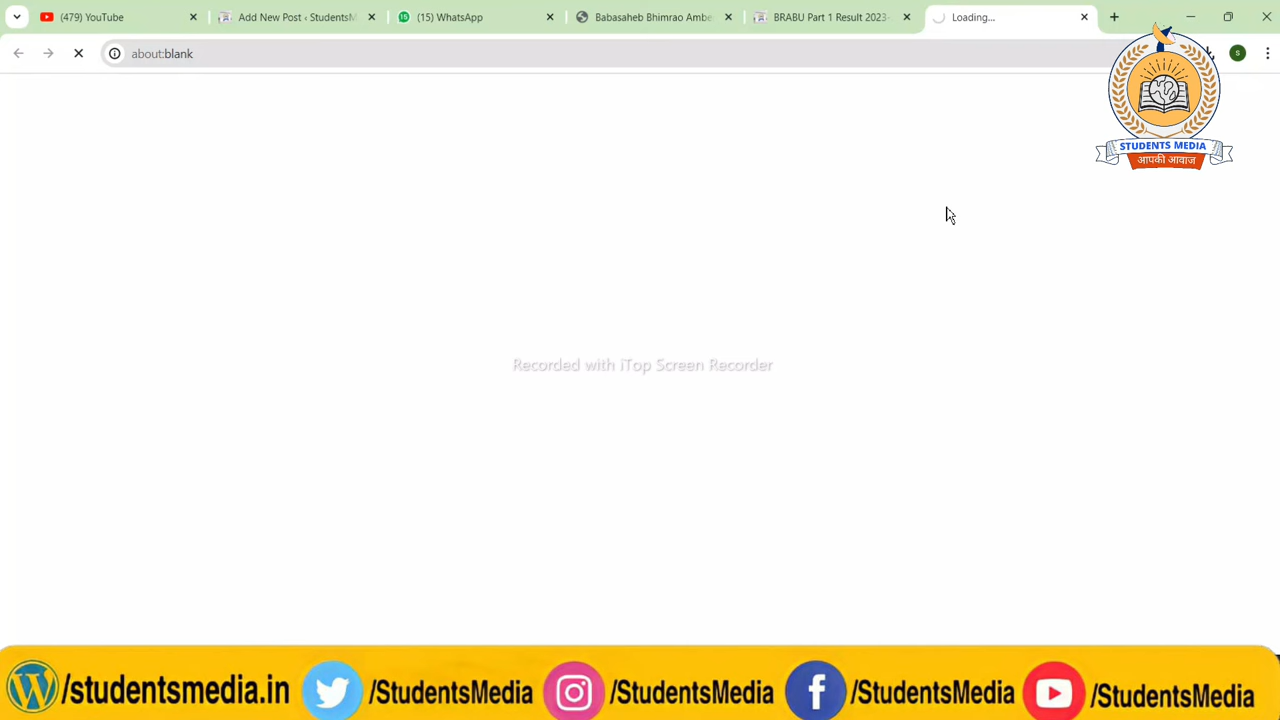 (479) YouTube
Add New Post ‹ StudentsM
(15) WhatsApp
Babasaheb Bhimrao Ambe
BRABU Part 1 Result 2023-
Loading...
about:blank
S
STUDENTS MEDIA
आपकी आवाज
Recorded with iTop Screen Recorder
/studentsmedia.in /StudentsMedia /StudentsMedia /StudentsMedia /StudentsMedia